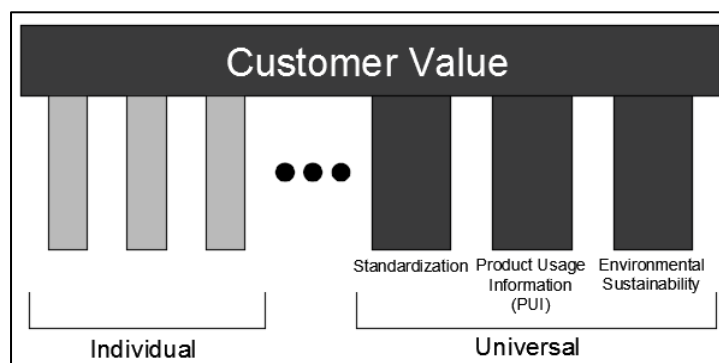 Customer Value
Standardization
Product Usage
Information
(PUI)
Environmental
Sustainability
Individual
Universal